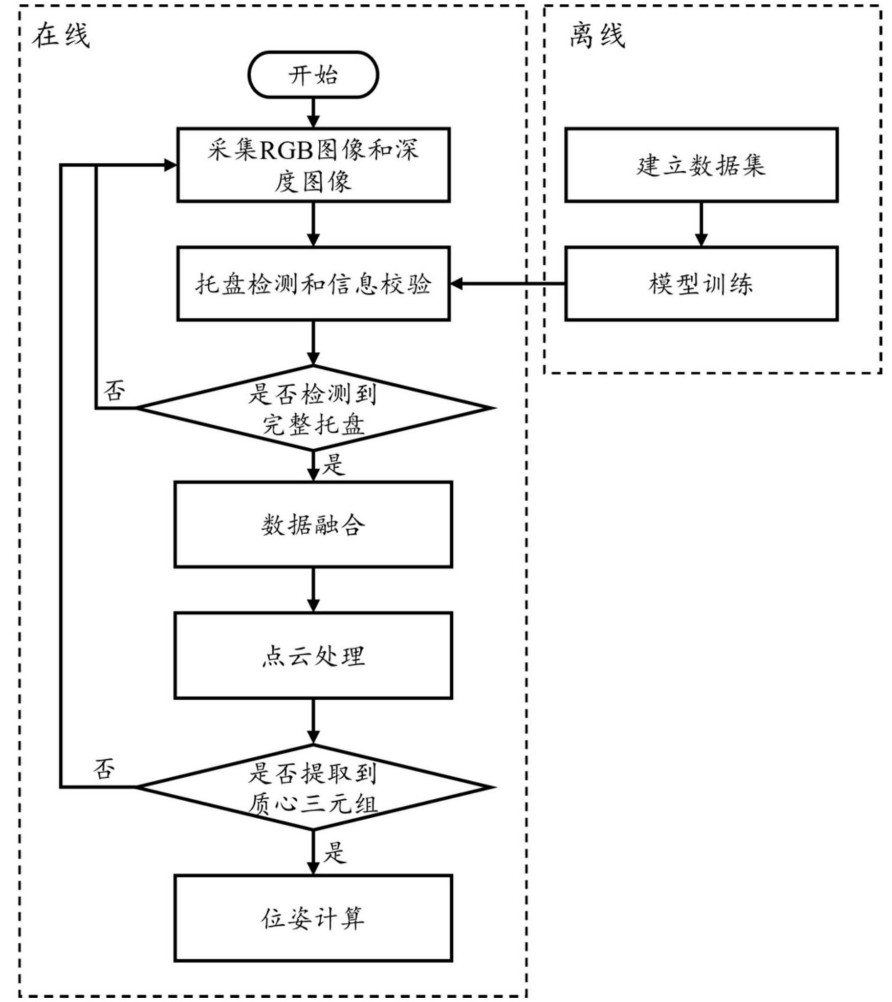 在线
开始
采集RGB图像和深
度图像
托盘检测和信息校验
是否检测到
完整托盘
否
是
数据融合
点云处理
是否提取到
质心三元组
否
是
位姿计算
离线
建立数据集
模型训练